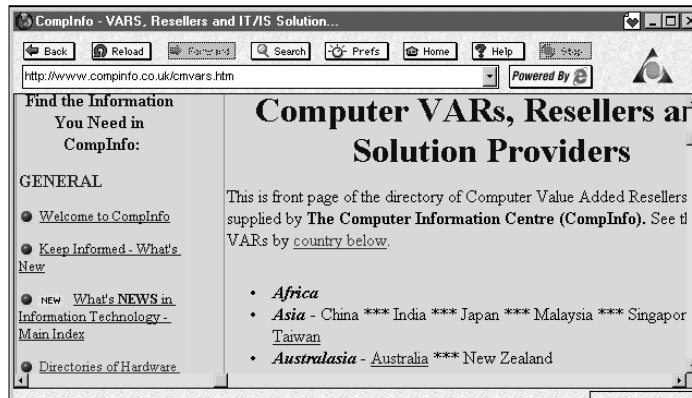 CompInfo - VARS, Resellers and IT/IS Solution...
Back Reload Forward Search Prefs Home Help Stop
http://www.compinfo.co.uk/cmvars.htm
Powered By
Find the Information
You Need in
CompInfo:
GENERAL
Welcome to CompInfo
Keep Informed - What's
New
NEW What's NEWS in
Information Technology -
Main Index
Directories of Hardware
Computer VARs, Resellers an
Solution Providers
This is front page of the directory of Computer Value Added Resellers
supplied by The Computer Information Centre (CompInfo). See th
VARs by country below.
• Africa
• Asia - China *** India *** Japan *** Malaysia *** Singapor
Taiwan
• Australasia - Australia *** New Zealand